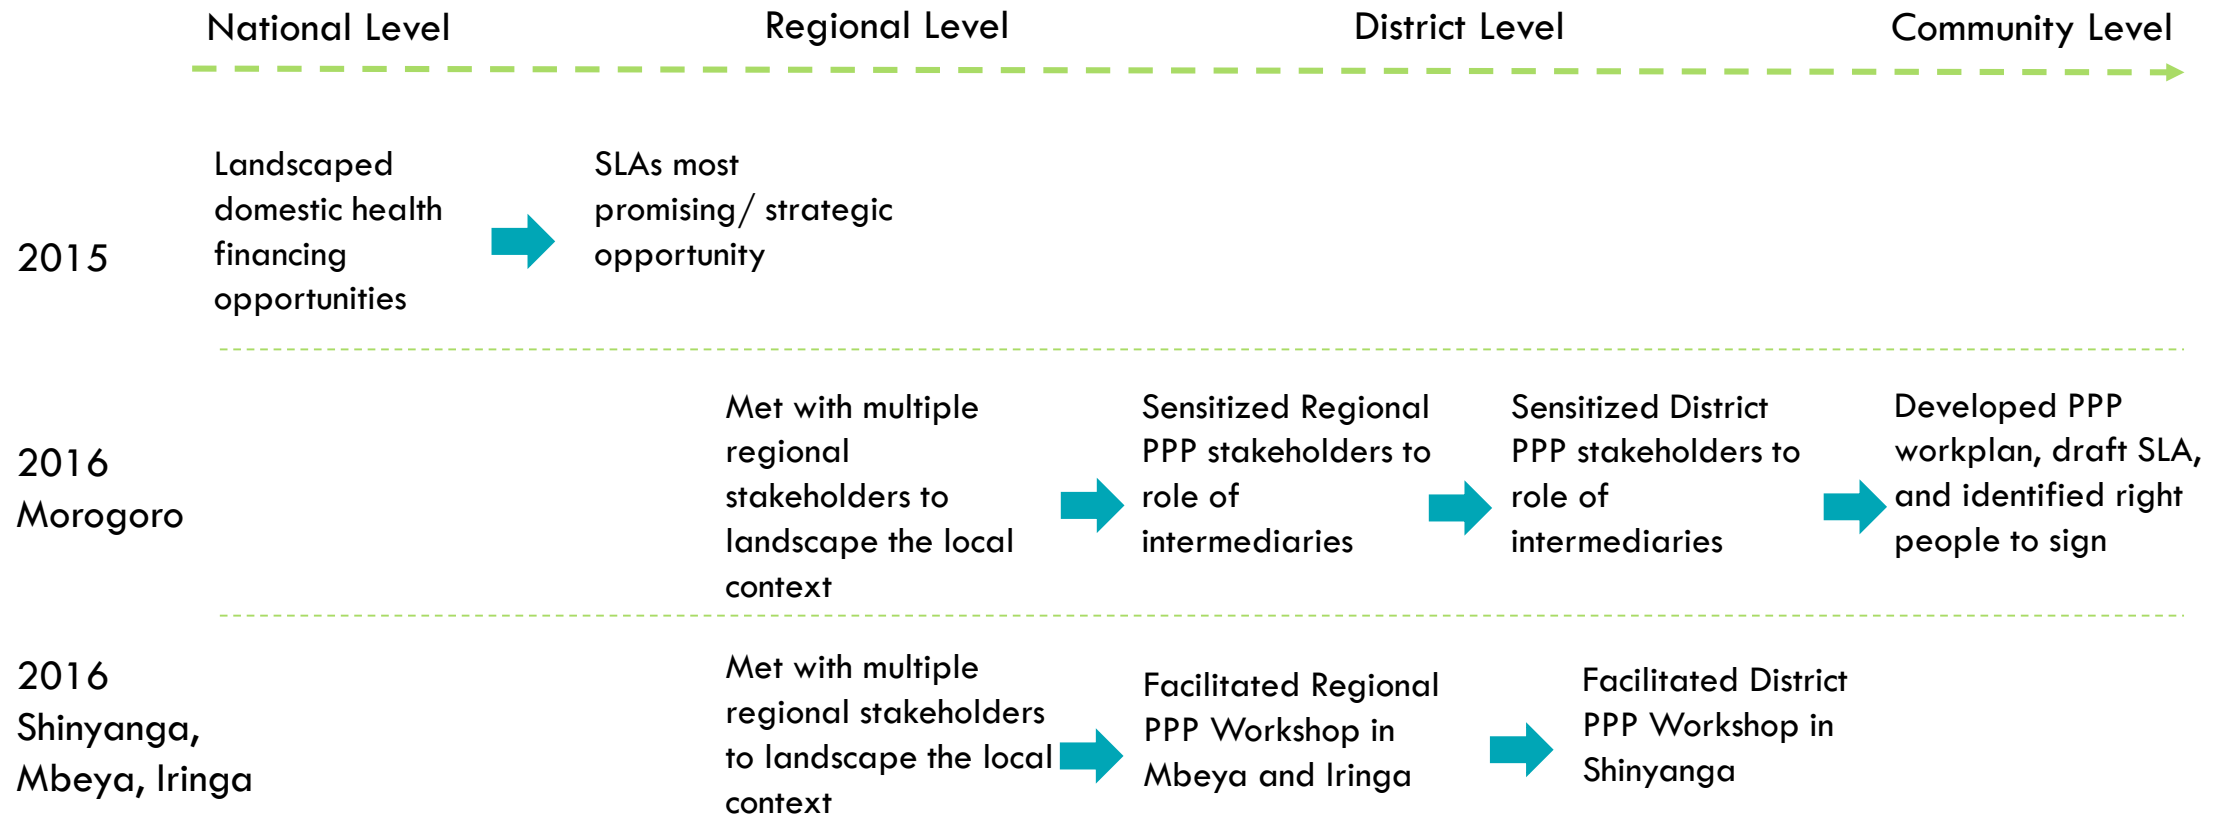 National Level
Regional Level
District Level
Community Level
2015
Landscaped
domestic health
financing
opportunities
SLAs most
promising/ strategic
opportunity
2016
Morogoro
Met with multiple
regional
stakeholders to
landscape the local
context
Sensitized Regional
PPP stakeholders to
role of
intermediaries
Sensitized District
PPP stakeholders to
role of
intermediaries
Developed PPP
workplan, draft SLA,
and identified right
people to sign
2016
Shinyanga,
Mbeya, Iringa
Met with multiple
regional stakeholders
to landscape the local
context
Facilitated Regional
PPP Workshop in
Mbeya and Iringa
Facilitated District
PPP Workshop in
Shinyanga